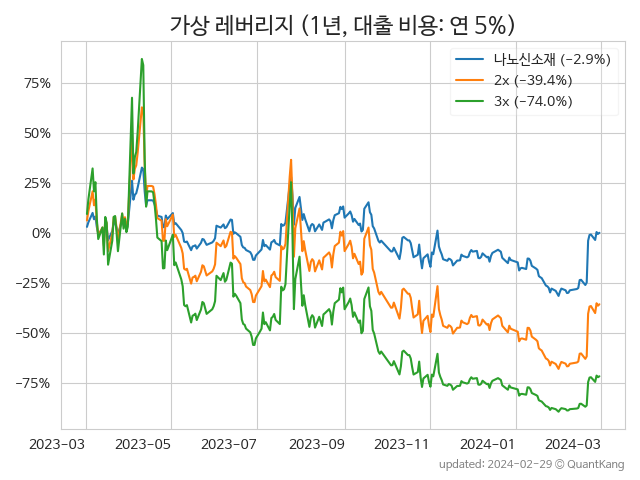 가상 레버리지 (1년, 대출 비용: 연 5%)
나노신소재 (−2.9%)
2x (−39.4%)
3x (−74.0%)
75%
50%
25%
0%
−25%
−50%
−75%
2023-03 2023-05 2023-07 2023-09 2023-11 2024-01 2024-03
updated: 2024-02-29 © QuantKang